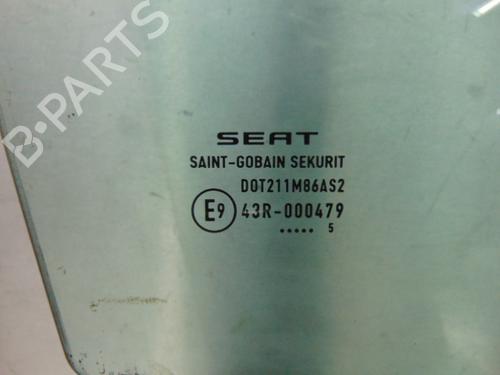 SEAT
SAINT-GOBAIN SEKURIT
DOT211M86AS2
E9 43R-000479
..... 5
B-PARTS